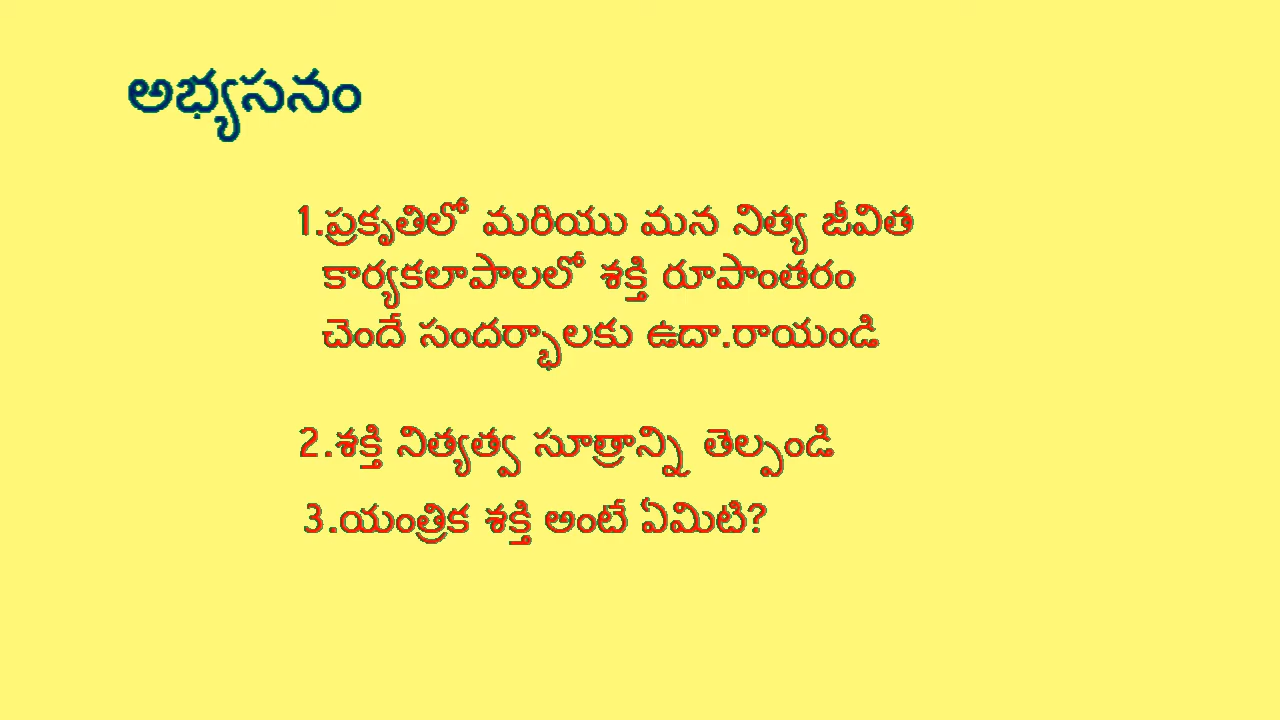 అభ్యసనం
1.ప్రకృతిలో మరియు మన నిత్య జీవిత
కార్యకలాపాలలో శక్తి రూపాంతరం
చెందే సందర్భాలకు ఉదా.రాయండి
2.శక్తి నిత్యత్వ సూత్రాన్ని తెల్పండి
3.యంత్రిక శక్తి అంటే ఏమిటి?